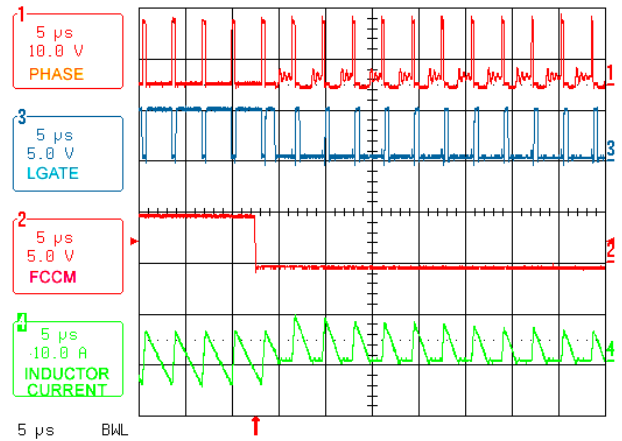 1
5 µs
10.0 V
PHASE
1
3
5 µs
5.0 V
LGATE
3
2
5 µs
5.0 V
FCCM
2
4
5 µs
10.0 A
INDUCTOR
CURRENT
4
5 µs BWL